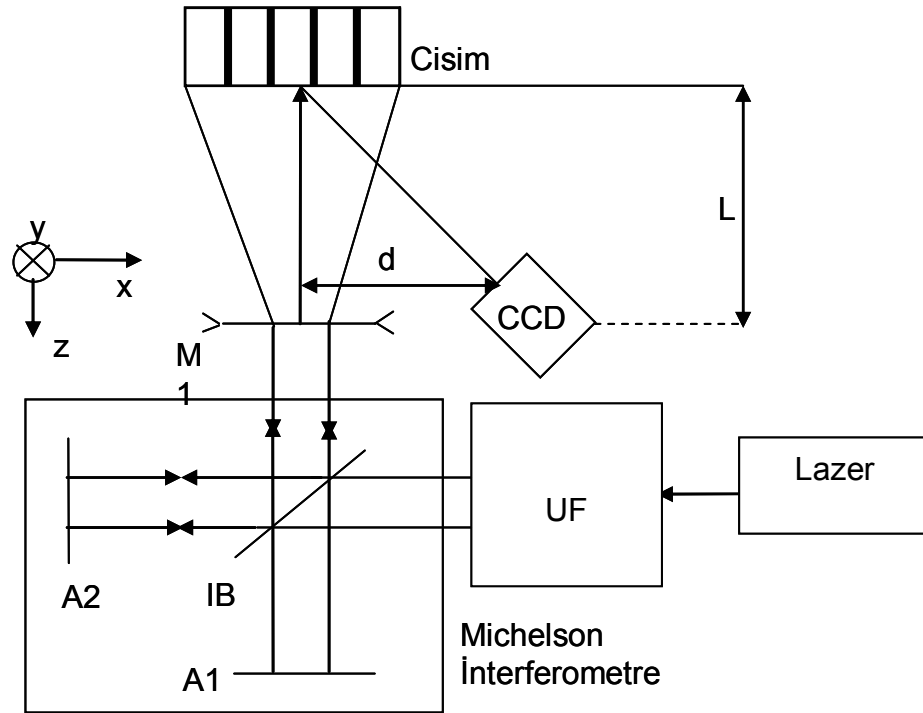 Cisim
L
y
x
z
d
CCD
M
1
Lazer
UF
A2
IB
A1
Michelson
İnterferometre